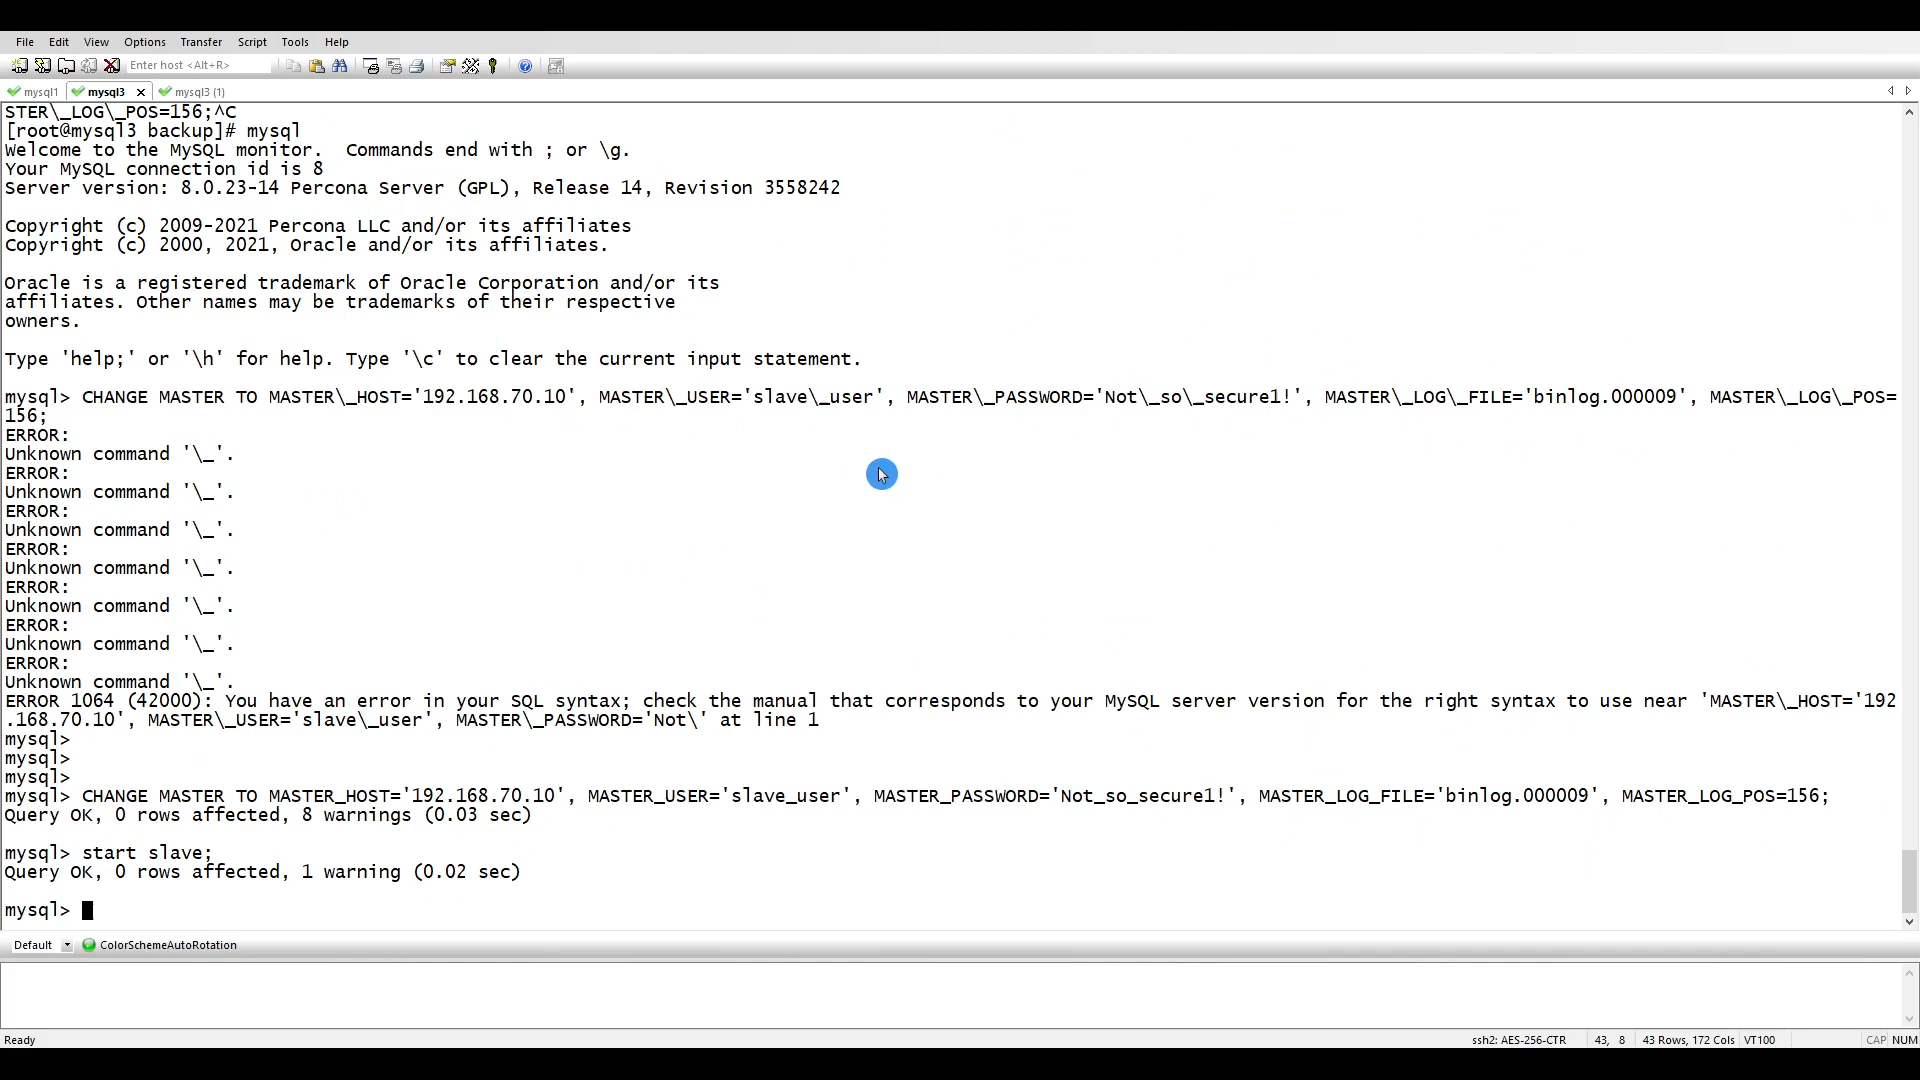 File Edit View Options Transfer Script Tools Help
Enter host <Alt+R>
mysql1 mysql3 mysql3 (1)
STER\_LOG\_POS=156;^C
[root@mysql3 backup]# mysql
Welcome to the MySQL monitor.  Commands end with ; or \g.
Your MySQL connection id is 8
Server version: 8.0.23-14 Percona Server (GPL), Release 14, Revision 3558242
Copyright (c) 2009-2021 Percona LLC and/or its affiliates
Copyright (c) 2000, 2021, Oracle and/or its affiliates.
Oracle is a registered trademark of Oracle Corporation and/or its
affiliates. Other names may be trademarks of their respective
owners.
Type 'help;' or '\h' for help. Type '\c' to clear the current input statement.
mysql> CHANGE MASTER TO MASTER\_HOST='192.168.70.10', MASTER\_USER='slave\_user', MASTER\_PASSWORD='Not\_so\_secure1!', MASTER\_LOG\_FILE='binlog.000009', MASTER\_LOG\_POS=
156;
ERROR:
Unknown command '\_'.
ERROR:
Unknown command '\_'.
ERROR:
Unknown command '\_'.
ERROR:
Unknown command '\_'.
ERROR:
Unknown command '\_'.
ERROR:
Unknown command '\_'.
ERROR:
Unknown command '\_'.
ERROR 1064 (42000): You have an error in your SQL syntax; check the manual that corresponds to your MySQL server version for the right syntax to use near 'MASTER\_HOST='192
.168.70.10', MASTER\_USER='slave\_user', MASTER\_PASSWORD='Not\' at line 1
mysql>
mysql>
mysql>
mysql> CHANGE MASTER TO MASTER_HOST='192.168.70.10', MASTER_USER='slave_user', MASTER_PASSWORD='Not_so_secure1!', MASTER_LOG_FILE='binlog.000009', MASTER_LOG_POS=156;
Query OK, 0 rows affected, 8 warnings (0.03 sec)
mysql> start slave;
Query OK, 0 rows affected, 1 warning (0.02 sec)
mysql>
Default ColorSchemeAutoRotation
Ready ssh2: AES-256-CTR 43, 8 43 Rows, 172 Cols VT100 CAP NUM